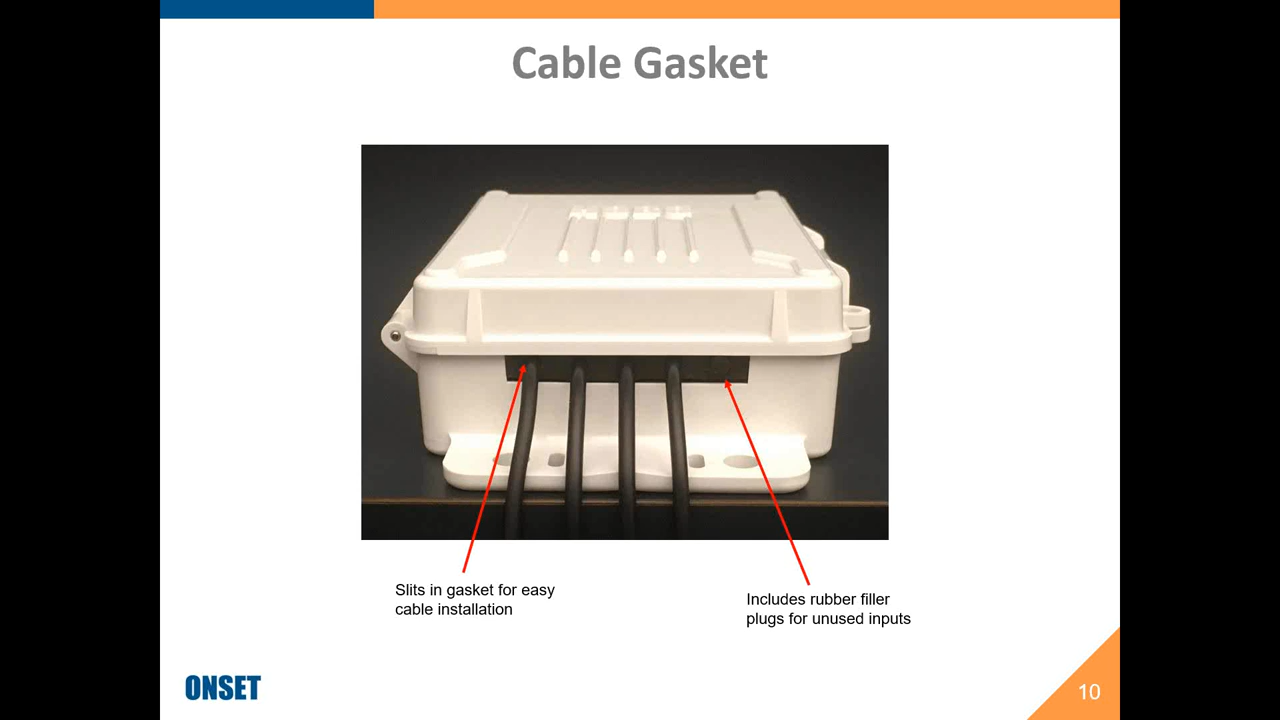 Cable Gasket
Slits in gasket for easy
cable installation
Includes rubber filler
plugs for unused inputs
ONSET
10